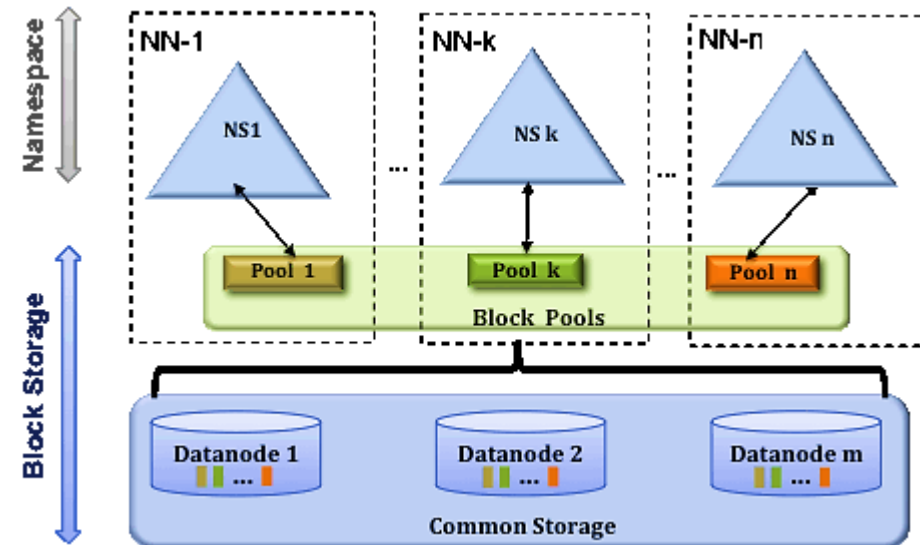 Namespace
NN-1
NN-k
NN-n
NS1
NS k
NS n
...
...
Block Storage
Pool 1
Pool k
Pool n
Block Pools
Datanode 1
...
Datanode 2
...
Datanode m
...
Common Storage